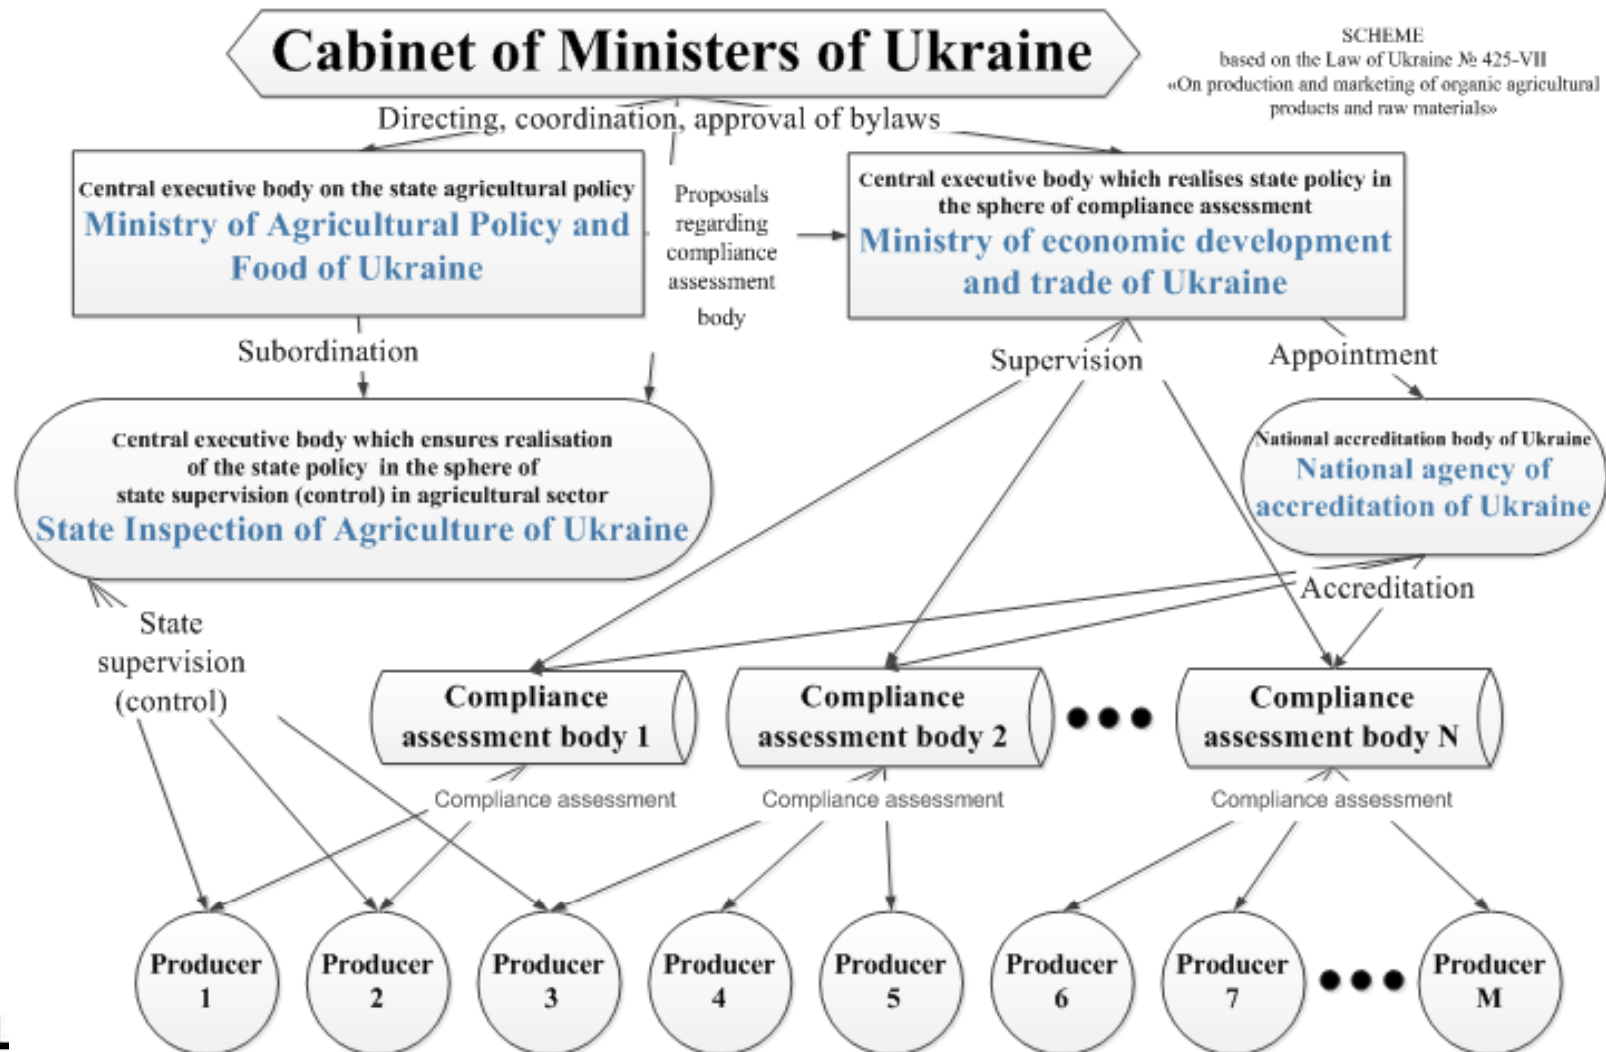 Cabinet of Ministers of Ukraine
SCHEME
based on the Law of Ukraine № 425-VII
«On production and marketing of organic agricultural
products and raw materials»
Directing, coordination, approval of bylaws
Central executive body on the state agricultural policy
Ministry of Agricultural Policy and
Food of Ukraine
Proposals
regarding
compliance
assessment
body
Central executive body which realises state policy in
the sphere of compliance assessment
Ministry of economic development
and trade of Ukraine
Subordination
Supervision
Appointment
Central executive body which ensures realisation
of the state policy in the sphere of
state supervision (control) in agricultural sector
State Inspection of Agriculture of Ukraine
National accreditation body of Ukraine
National agency of
accreditation of Ukraine
State
supervision
(control)
Accreditation
Compliance
assessment body 1
Compliance
assessment body 2
Compliance
assessment body N
Compliance assessment
Compliance assessment
Compliance assessment
Producer
1
Producer
2
Producer
3
Producer
4
Producer
5
Producer
6
Producer
7
Producer
M